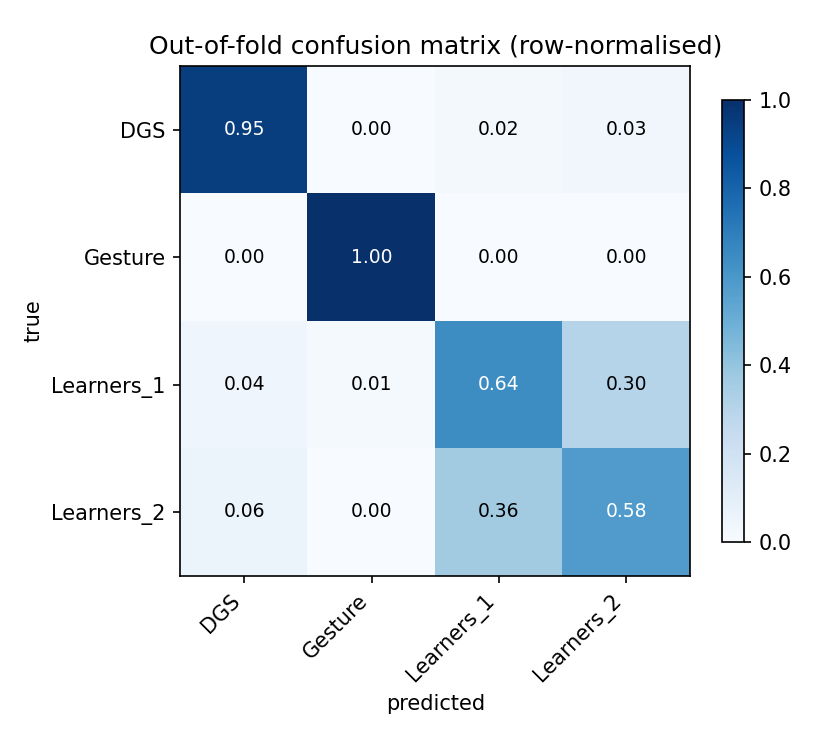 Out-of-fold confusion matrix (row-normalised)
DGS 0.95 0.00 0.02 0.03
Gesture 0.00 1.00 0.00 0.00
Learners_1 0.04 0.01 0.64 0.30
Learners_2 0.06 0.00 0.36 0.58
true
DGS Gesture Learners_1 Learners_2
predicted
1.0
0.8
0.6
0.4
0.2
0.0